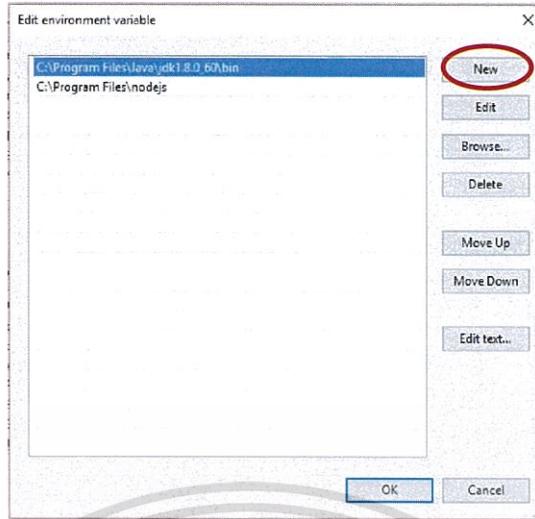 Edit environment variable
C:\Program Files\Java\jdk1.8.0_60\bin
C:\Program Files\nodejs
New
Edit
Browse...
Delete
Move Up
Move Down
Edit text...
OK
Cancel